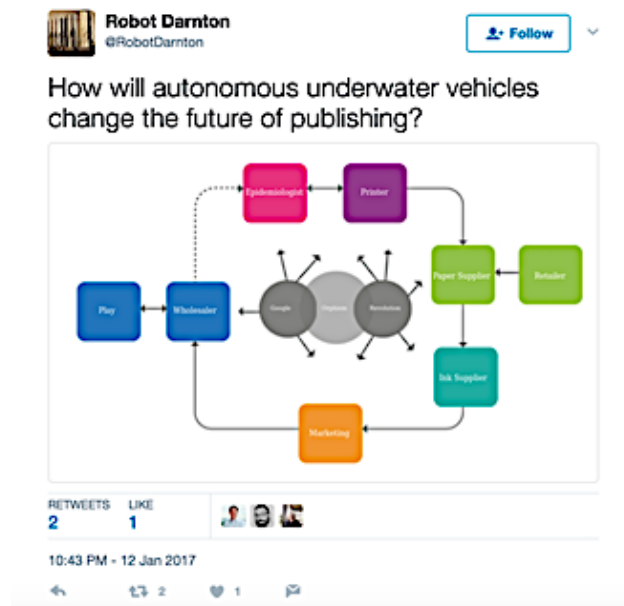 Robot Darnton
@RobotDarnton
Follow
How will autonomous underwater vehicles
change the future of publishing?
Epidemiologist
Printer
Paper Supplier
Retailer
Play
Wholesaler
Google
Orphans
Revolution
Ink Supplier
Marketing
RETWEETS LIKE
2 1
10:43 PM - 12 Jan 2017
2 1